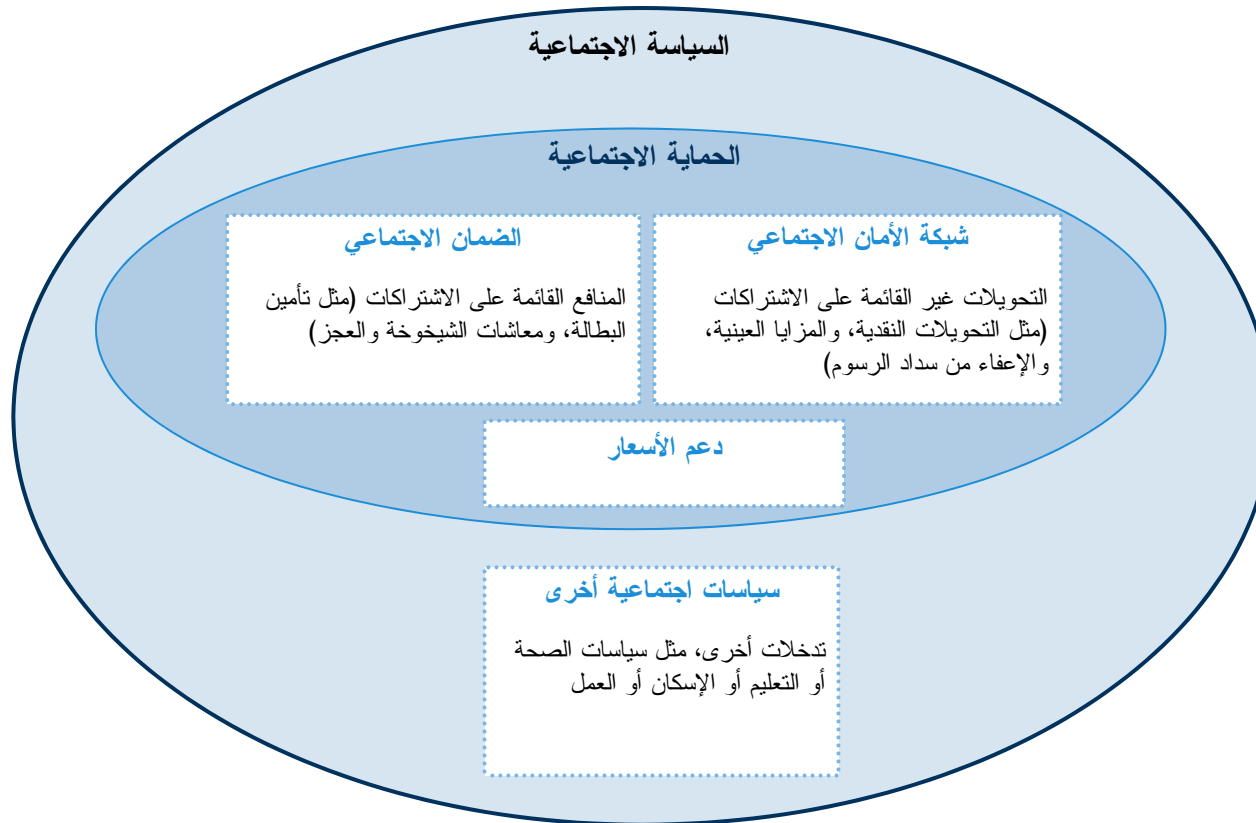 السياسة الاجتماعية
الحماية الاجتماعية
شبكة الأمان الاجتماعي
التحويلات غير القائمة على الاشتراكات
(مثل التحويلات النقدية، والمزايا العينية،
والإعفاء من سداد الرسوم)
الضمان الاجتماعي
المنافع القائمة على الاشتراكات (مثل تأمين
البطالة، ومعاشات الشيخوخة والعجز)
دعم الأسعار
سياسات اجتماعية أخرى
تدخلات أخرى، مثل سياسات الصحة
أو التعليم أو الإسكان أو العمل